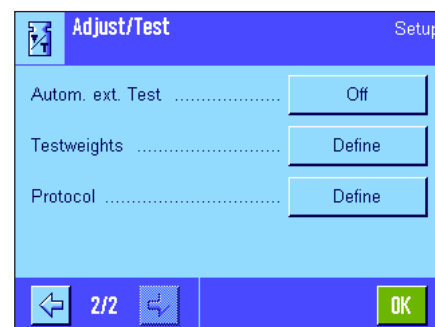 Adjust/Test Setup
Autom. ext. Test .................... Off
Testweights .......................... Define
Protocol ................................ Define
2/2 OK